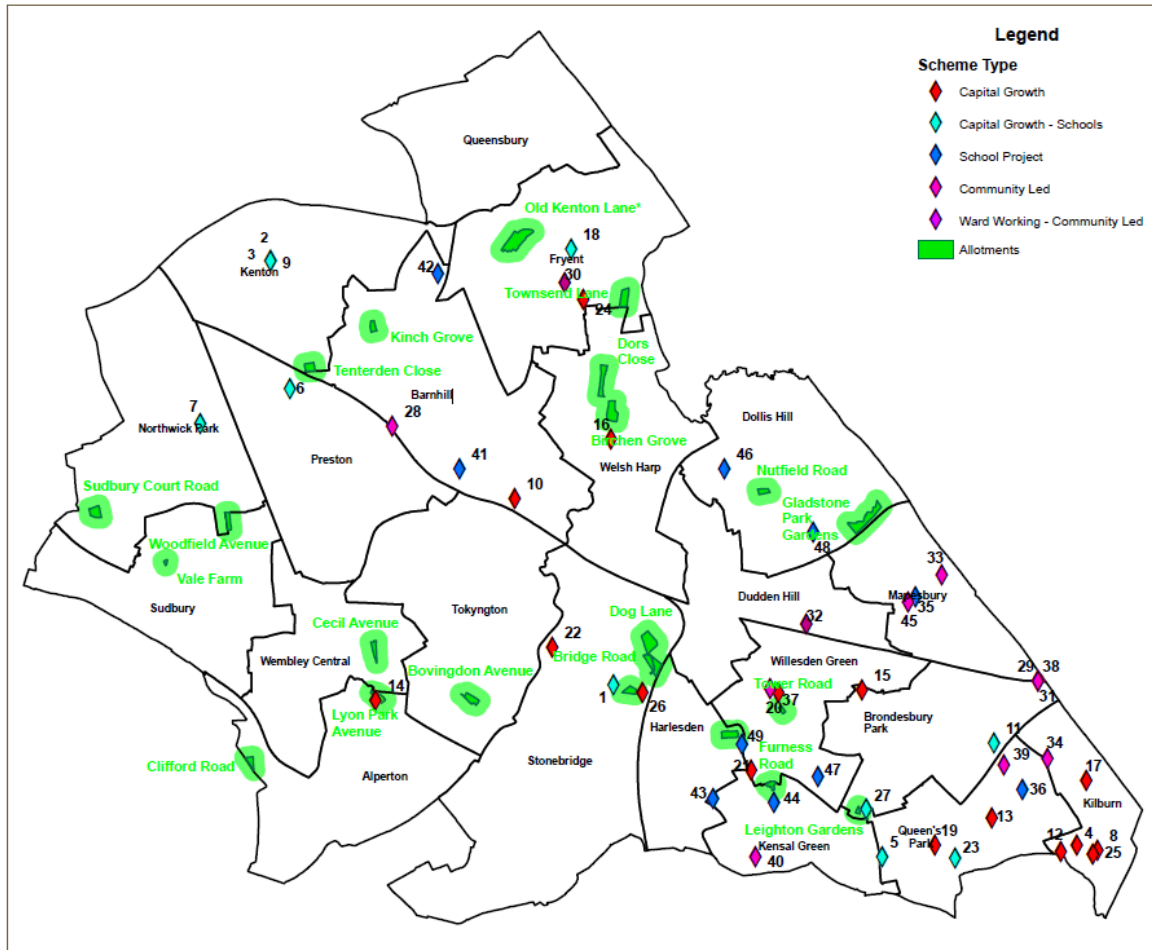 Legend
Scheme Type
Capital Growth
Capital Growth - Schools
School Project
Community Led
Ward Working - Community Led
Allotments
Queensbury
Old Kenton Lane*
18
Fryent
30
Townsend Lane
24
2
3
9
Kenton
42
Kinch Grove
Tenterden Close
Dors
Close
6
Barnhill
28
7
Northwick Park
Preston
41
10
16
Birchen Grove
Welsh Harp
Dollis Hill
46
Nutfield Road
Gladstone
Park
Gardens
48
Sudbury Court Road
Woodfield Avenue
Vale Farm
Sudbury
33
Mapesbury
35
45
Dudden Hill
32
Tokyngton
22
Dog Lane
Bridge Road
1
26
Cecil Avenue
Wembley Central
Bovingdon Avenue
14
Lyon Park
Avenue
Clifford Road
Alperton
Stonebridge
Harlesden
Willesden Green
Tower Road
37
20
15
Brondesbury
Park
29
38
31
11
39
34
49
Furness
Road
21
47
43
44
27
36
17
Kilburn
13
Leighton Gardens
Kensal Green
40
5
Queen's
Park
19
23
12
4
8
25